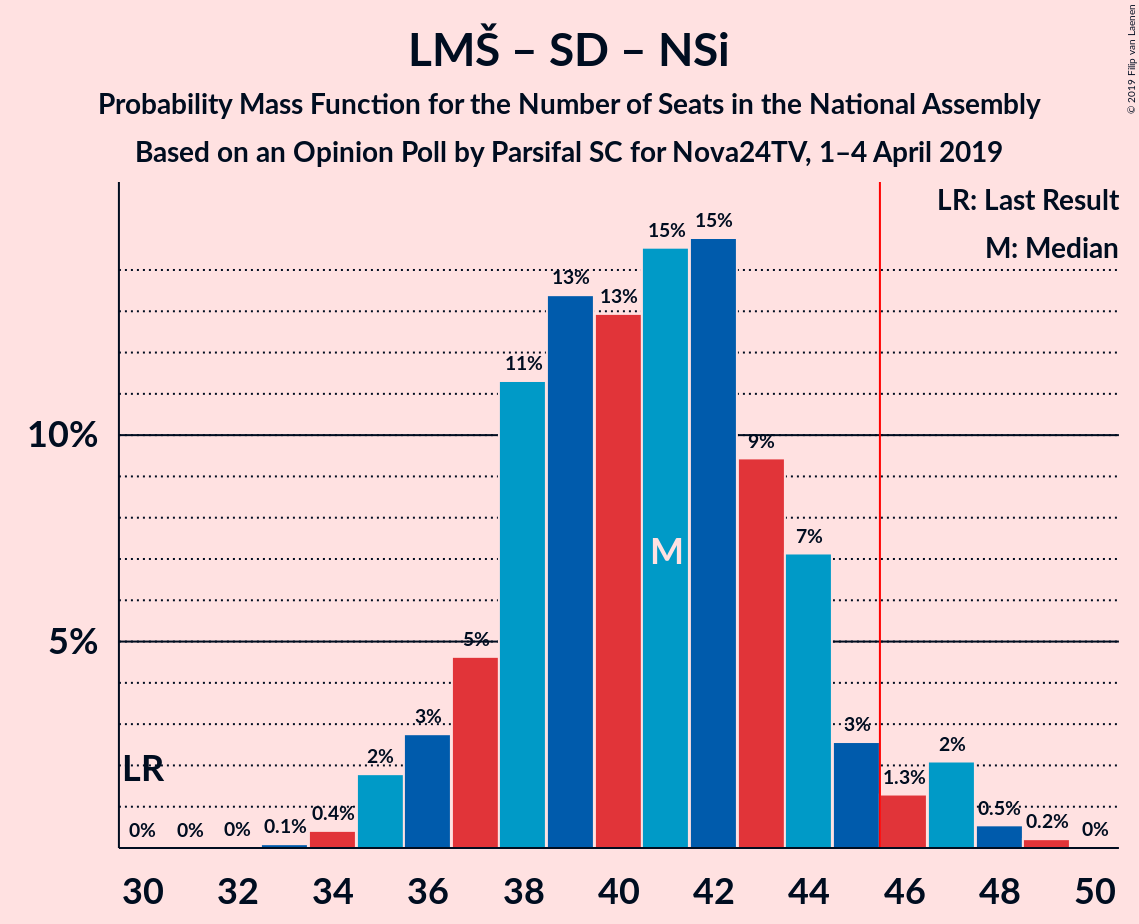 LMŠ – SD – NSi
Probability Mass Function for the Number of Seats in the National Assembly
Based on an Opinion Poll by Parsifal SC for Nova24TV, 1–4 April 2019
© 2019 Filip van Laenen
LR: Last Result
M: Median
10%
5%
LR
M
0%
0%
0%
0.1%
0.4%
2%
3%
5%
11%
13%
13%
15%
15%
9%
7%
3%
1.3%
2%
0.5%
0.2%
0%
30 32 34 36 38 40 42 44 46 48 50